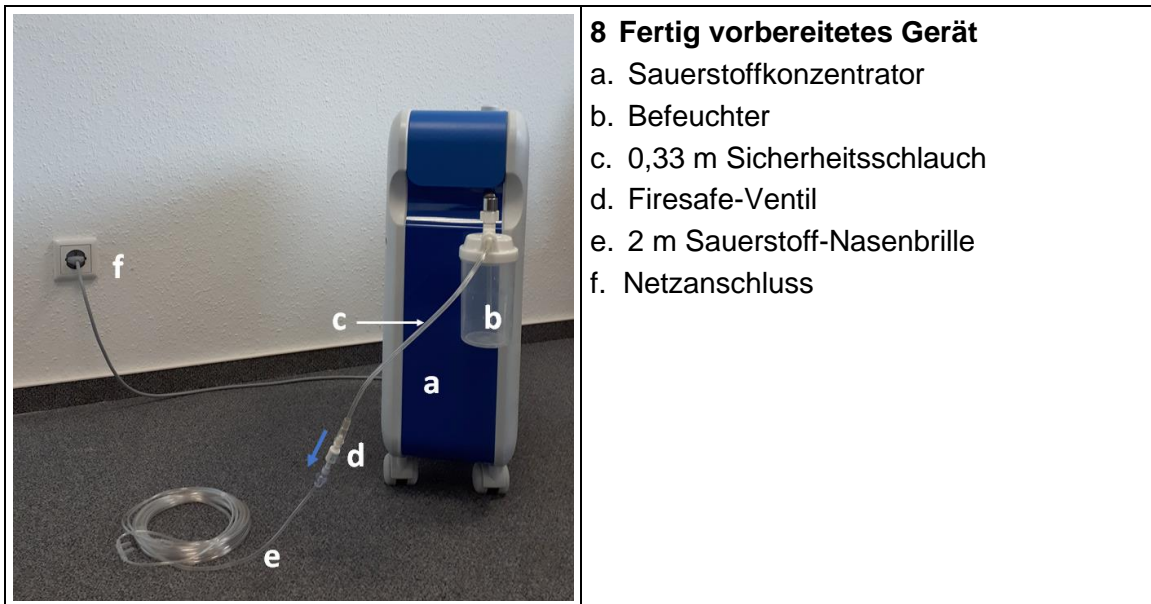 8 Fertig vorbereitetes Gerät
a. Sauerstoffkonzentrator
b. Befeuchter
c. 0,33 m Sicherheitsschlauch
d. Firesafe-Ventil
e. 2 m Sauerstoff-Nasenbrille
f. Netzanschluss
f
c
b
a
d
e